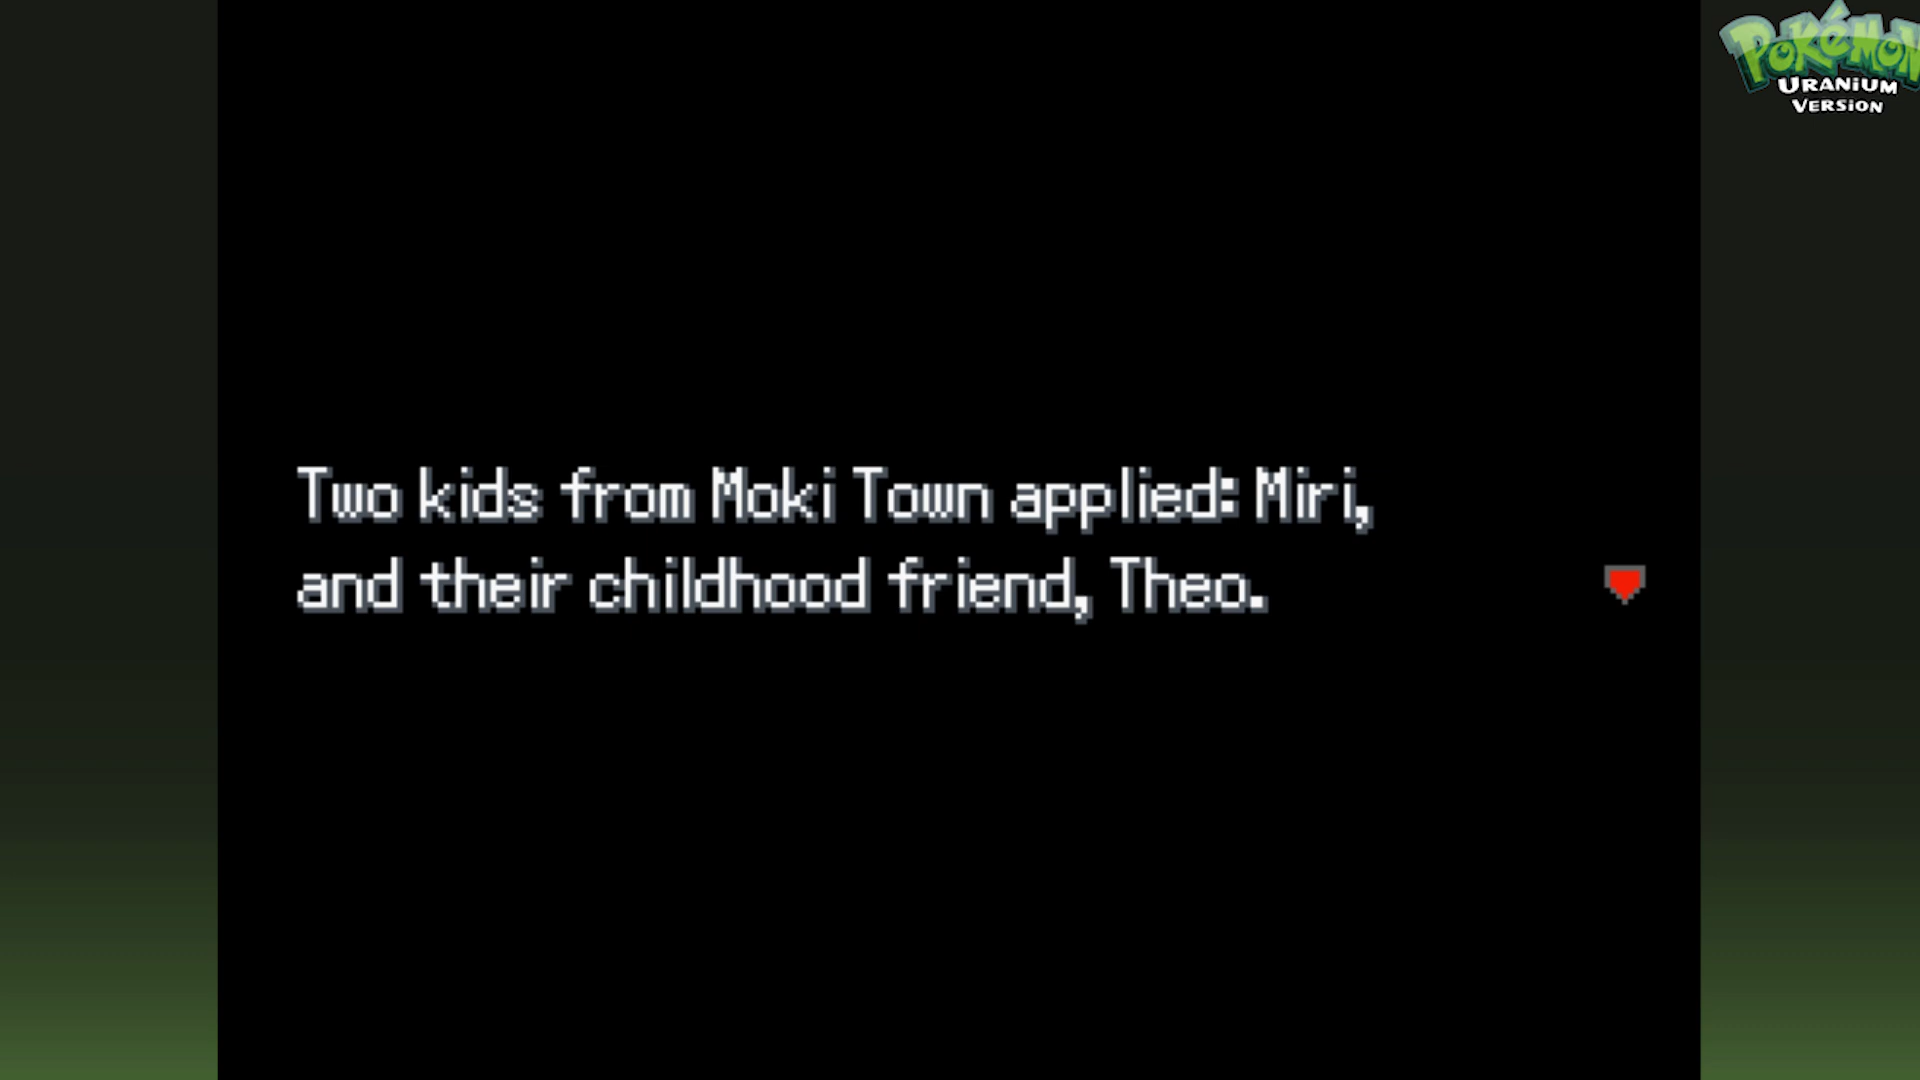 POKéMON
URANiUM
VERSiON
Two kids from Moki Town applied: Miri,
and their childhood friend, Theo.